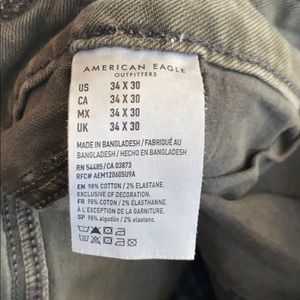 AMERICAN EAGLE
OUTFITTERS
US 34 X 30
CA 34 X 30
MX 34 X 30
UK 34 X 30
MADE IN BANGLADESH / FABRIQUÉ AU
BANGLADESH / HECHO EN BANGLADESH
RN 54485/CA 03873
RFC# AEM120605U9A
EN 98% COTTON / 2% ELASTANE.
EXCLUSIVE OF DECORATION.
FR 98% COTON / 2% ÉLASTHANNE.
À L'EXCEPTION DE LA GARNITURE.
SP 98% algodón / 2% elastano.